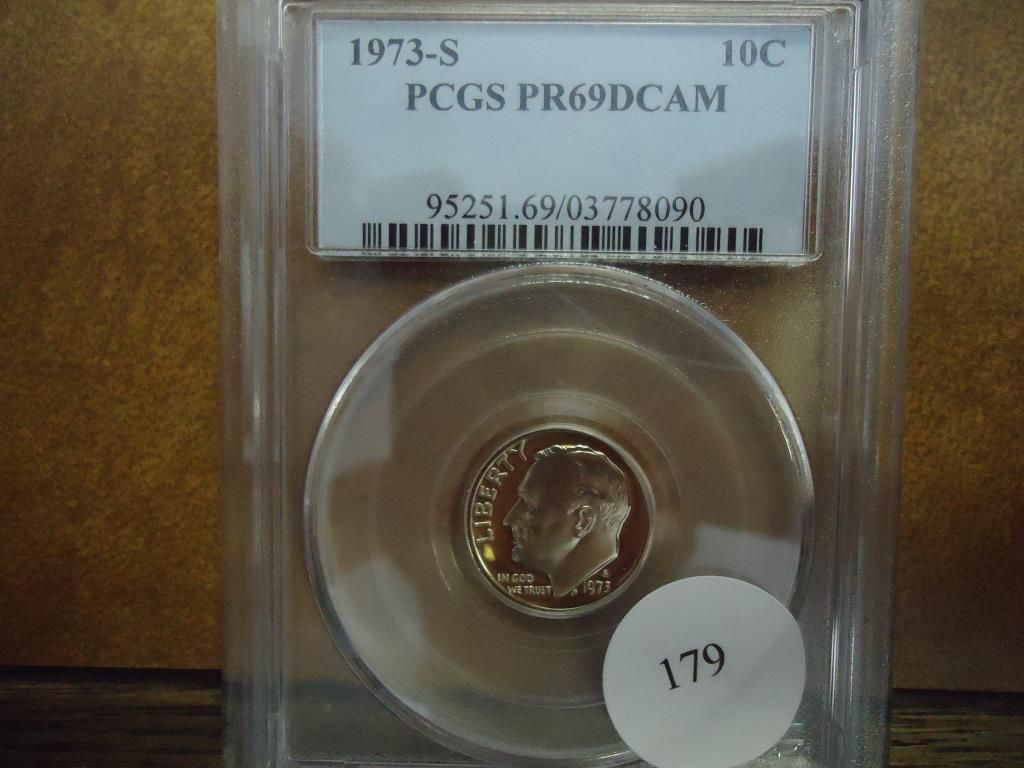 1973-S 10C
PCGS PR69DCAM
95251.69/03778090
LIBERTY
IN GOD
WE TRUST
S
1973
179